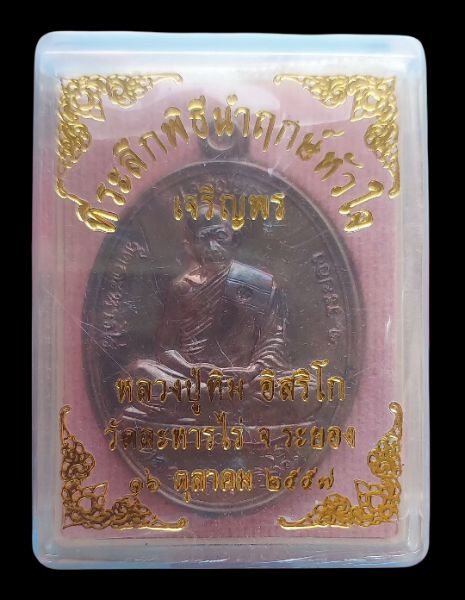 ที่ระลึกพิธีนำฤกษ์หัวใจ
เจริญพร
หลวงปู่ทิม อิสริโก
วัดละหารไร่ จ.ระยอง
๑๖ ตุลาคม ๒๕๕๗